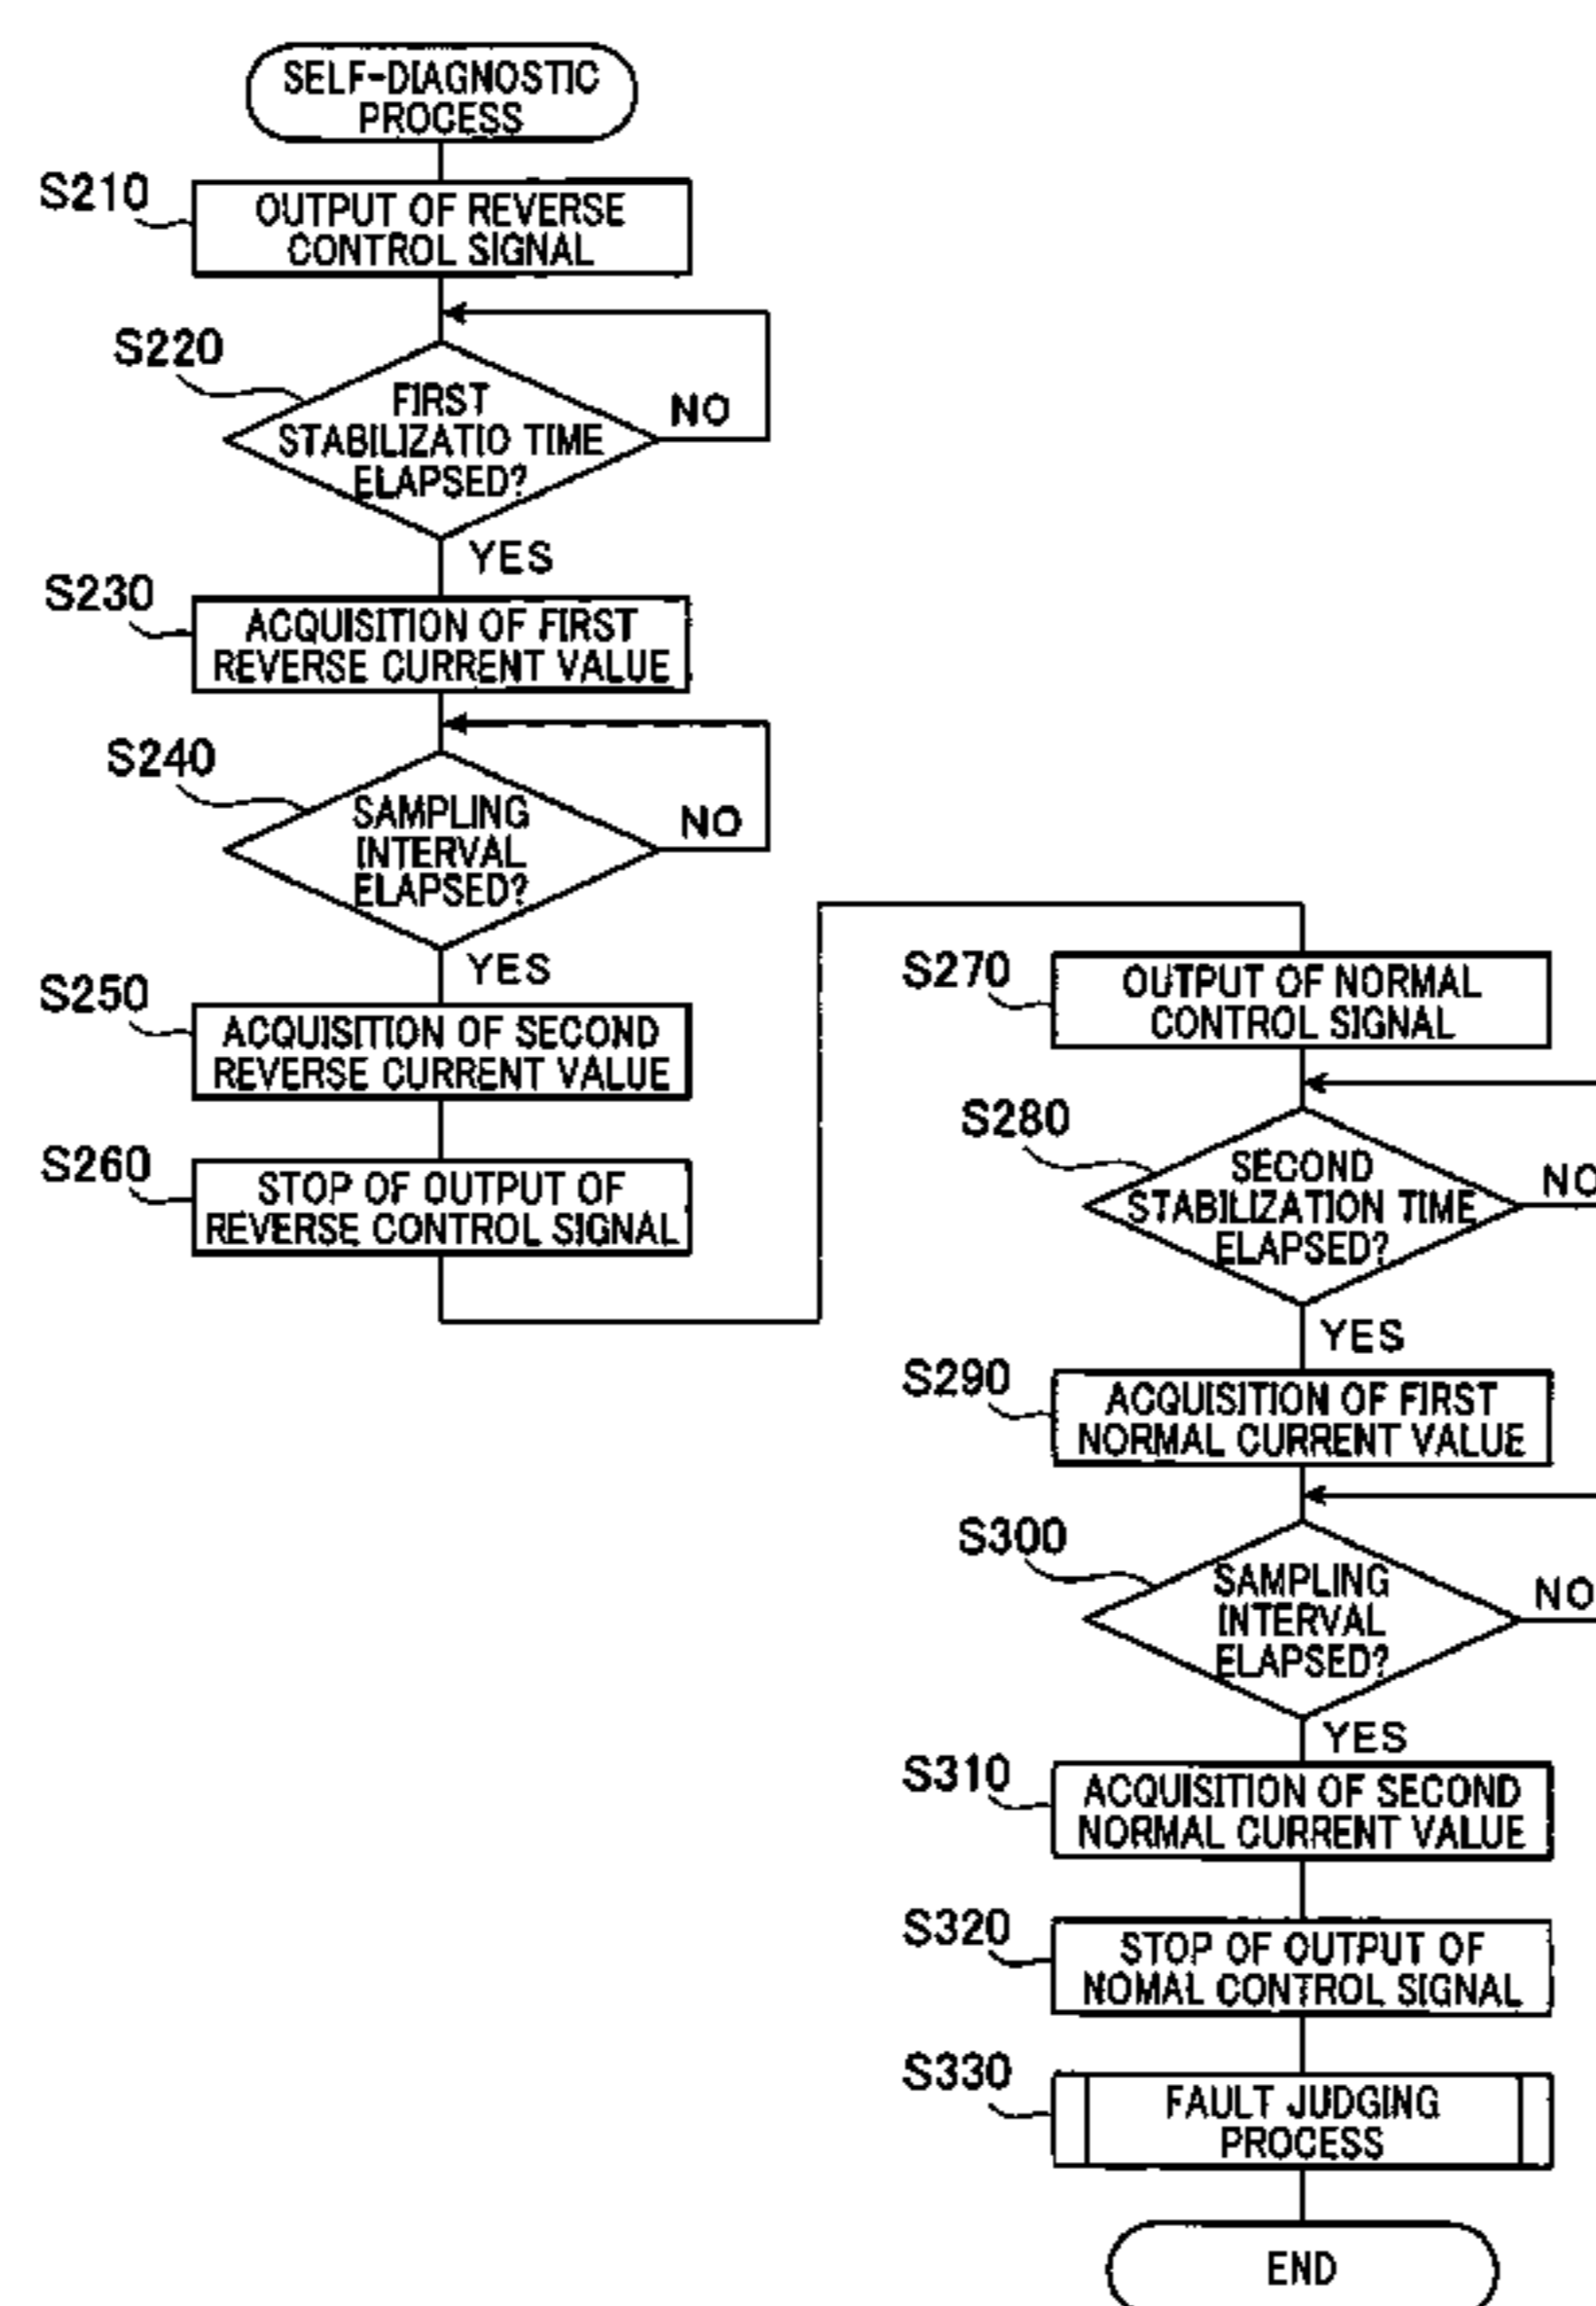 SELF-DIAGNOSTIC
PROCESS
S210
OUTPUT OF REVERSE
CONTROL SIGNAL
S220
FIRST
STABILIZATIO TIME
ELAPSED?
NO
YES
S230
ACQUISITION OF FIRST
REVERSE CURRENT VALUE
S240
SAMPLING
INTERVAL
ELAPSED?
NO
YES
S250
ACQUISITION OF SECOND
REVERSE CURRENT VALUE
S260
STOP OF OUTPUT OF
REVERSE CONTROL SIGNAL
S270
OUTPUT OF NORMAL
CONTROL SIGNAL
S280
SECOND
STABILIZATION TIME
ELAPSED?
NO
YES
S290
ACQUISITION OF FIRST
NORMAL CURRENT VALUE
S300
SAMPLING
INTERVAL
ELAPSED?
NO
YES
S310
ACQUISITION OF SECOND
NORMAL CURRENT VALUE
S320
STOP OF OUTPUT OF
NOMAL CONTROL SIGNAL
S330
FAULT JUDGING
PROCESS
END